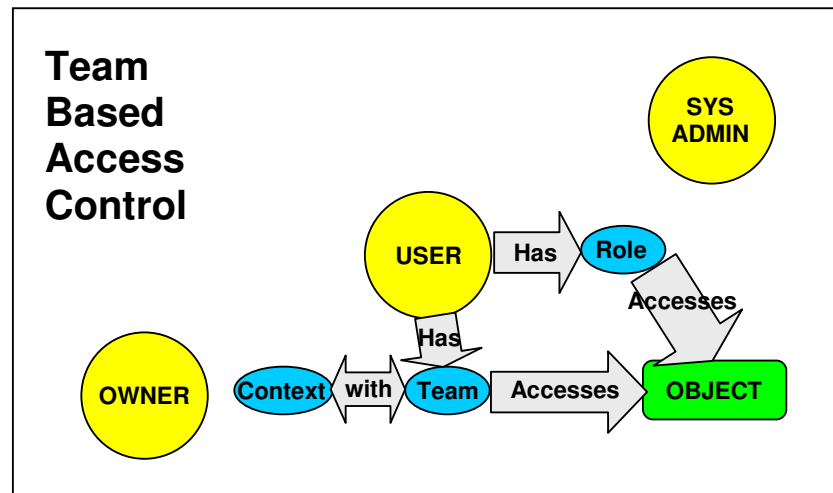 Team
Based
Access
Control
SYS
ADMIN
USER
Has
Role
Accesses
Has
OWNER
Context
with
Team
Accesses
OBJECT